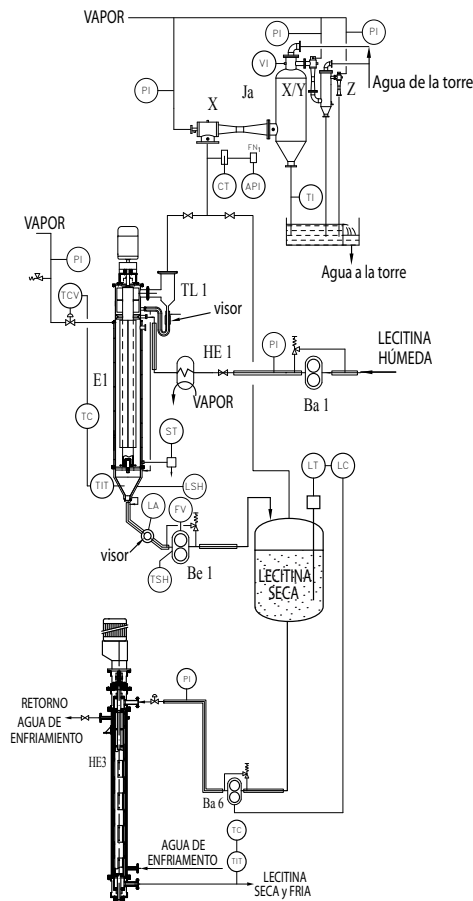 VAPOR
PI
PI
VI
X/Y
Z
Agua de la torre
Ja
PI
X
FN1
CT
API
TI
Agua a la torre
VAPOR
PI
TCV
TL 1
visor
E1
HE 1
PI
LECITINA
HÚMEDA
VAPOR
Ba 1
TC
ST
TIT
LSH
LT
LC
LA
FV
visor
TSH
Be 1
LECITINA
SECA
PI
RETORNO
AGUA DE
ENFRIAMIENTO
HE3
Ba 6
AGUA DE
ENFRIAMIENTO
TC
TIT
LECITINA
SECA y FRIA